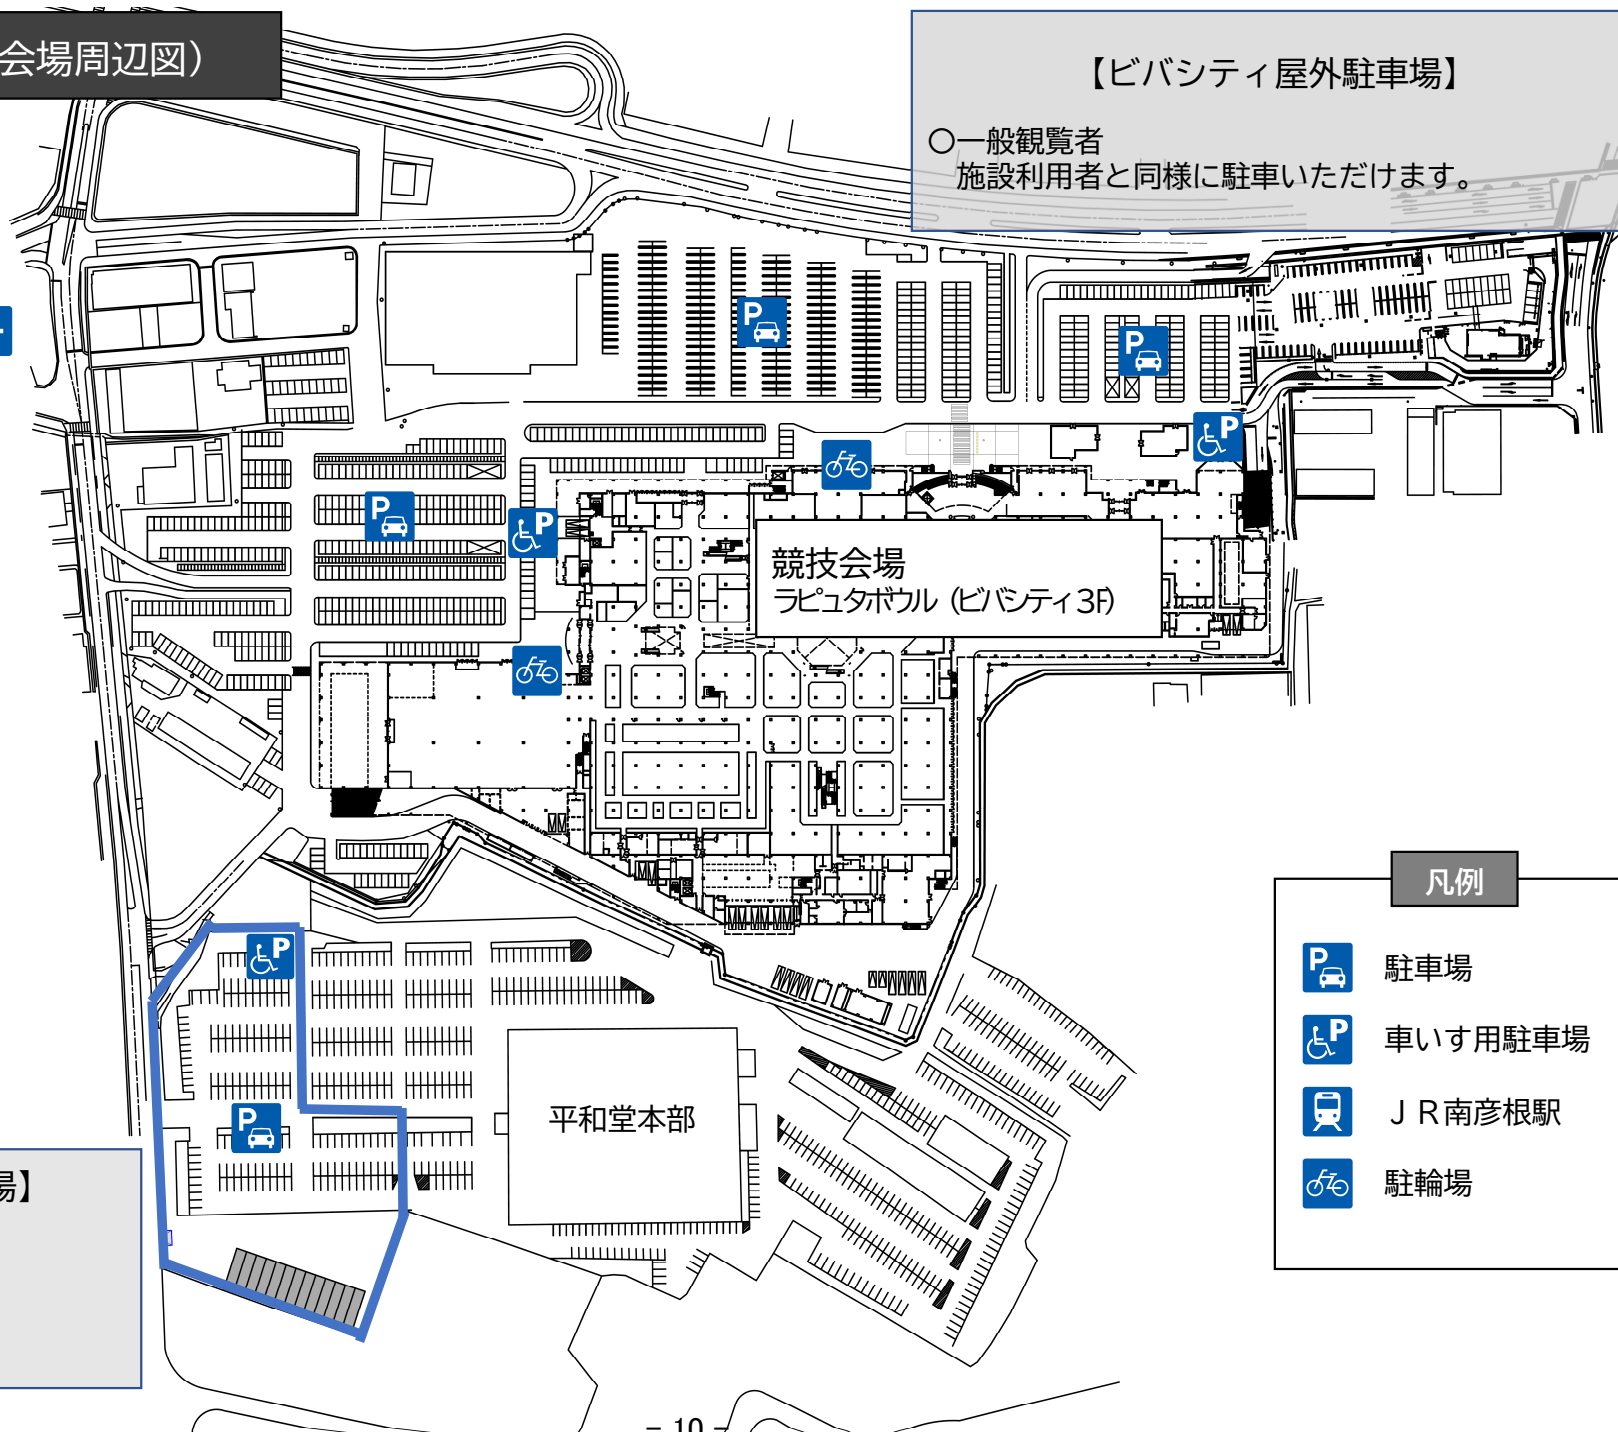 会場周辺図）
【ビバシティ屋外駐車場】
〇一般観覧者
施設利用者と同様に駐車いただけます。
P
P
P
P
P
競技会場
ラピュタボウル（ビバシティ3F）
凡例
P 駐車場
P 車いす用駐車場
ＪＲ南彦根駅
駐輪場
P
P
平和堂本部
場】
- 10 -